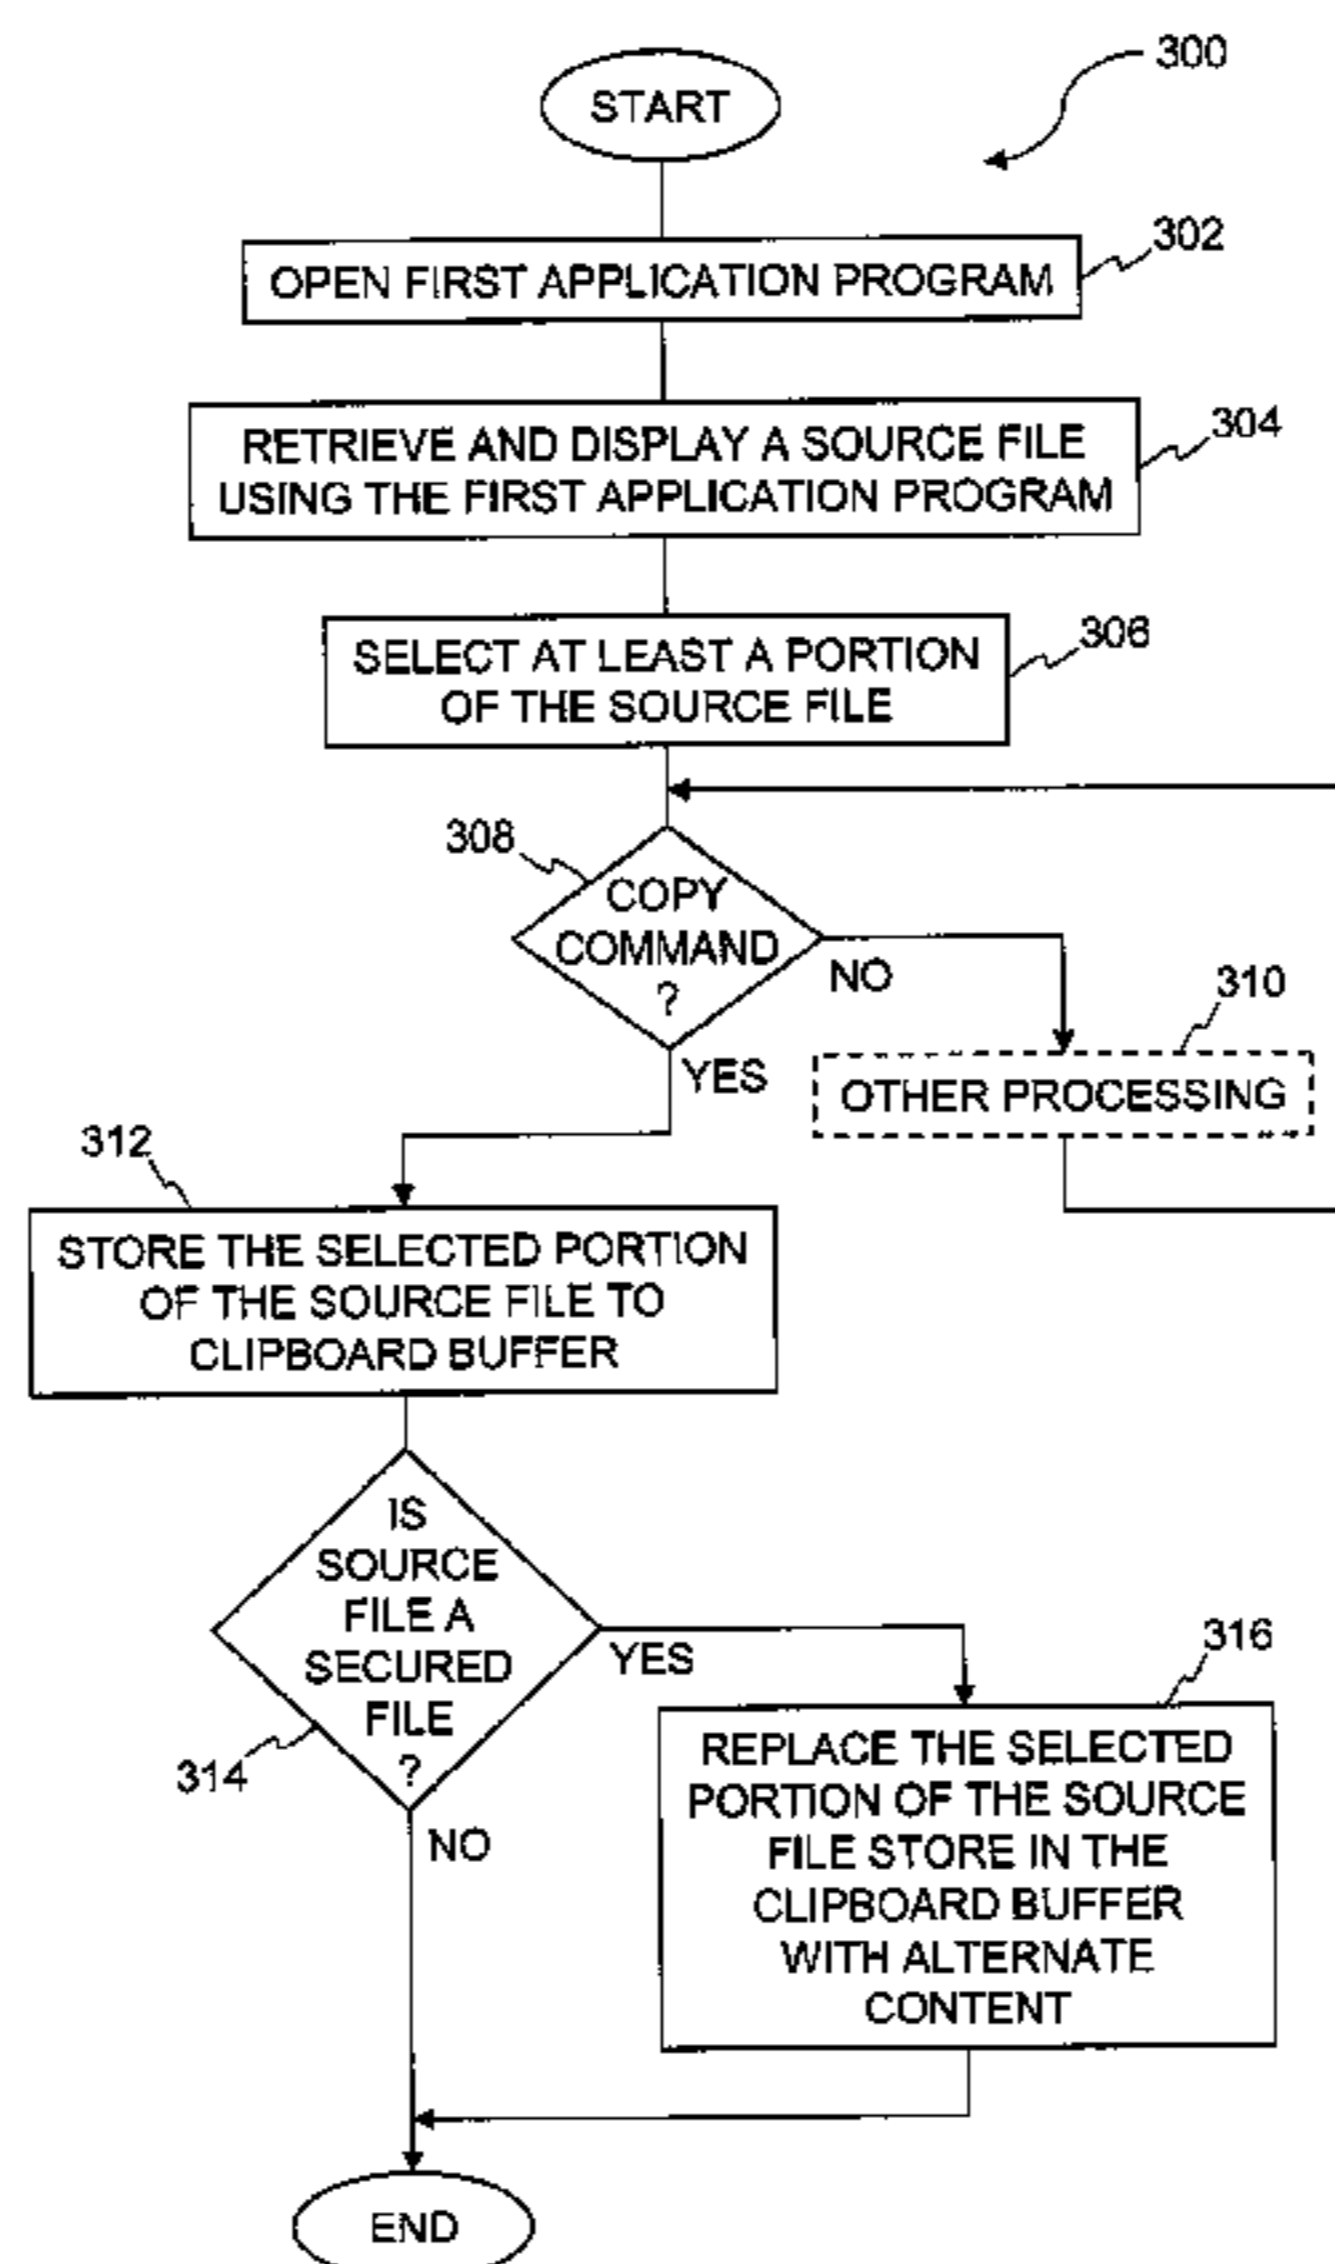 300
START
302
OPEN FIRST APPLICATION PROGRAM
304
RETRIEVE AND DISPLAY A SOURCE FILE
USING THE FIRST APPLICATION PROGRAM
306
SELECT AT LEAST A PORTION
OF THE SOURCE FILE
308
COPY
COMMAND
?
NO
310
YES
OTHER PROCESSING
312
STORE THE SELECTED PORTION
OF THE SOURCE FILE TO
CLIPBOARD BUFFER
IS
SOURCE
FILE A
SECURED
FILE
?
314
YES
316
NO
REPLACE THE SELECTED
PORTION OF THE SOURCE
FILE STORE IN THE
CLIPBOARD BUFFER
WITH ALTERNATE
CONTENT
END